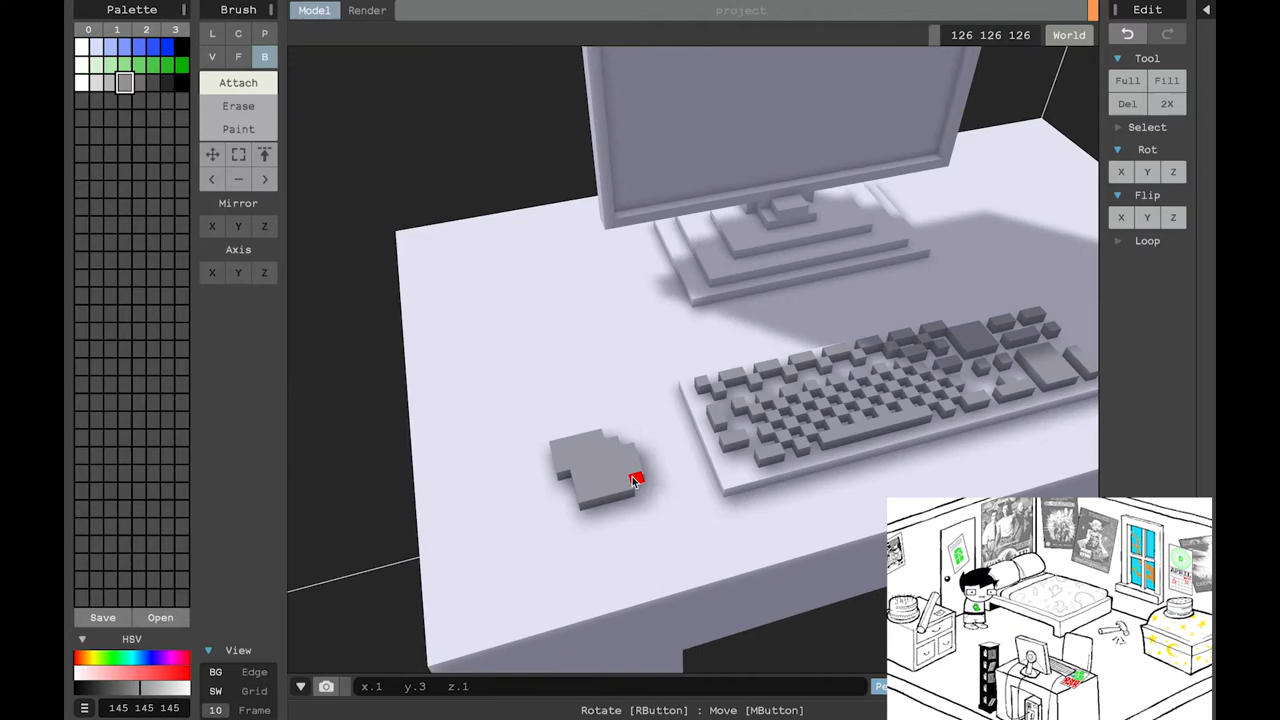 Palette
0 1 2 3
Save Open
HSV
145 145 145
Brush
L C P
V F B
Attach
Erase
Paint
< − >
Mirror
X Y Z
Axis
X Y Z
View
BG Edge
SW Grid
10 Frame
Model Render
project
126 126 126 World
x.1 y.3 z.1
Pe
Rotate [RButton] : Move [MButton]
Edit
Tool
Full Fill
Del 2X
Select
Rot
X Y Z
Flip
X Y Z
Loop
APRIL